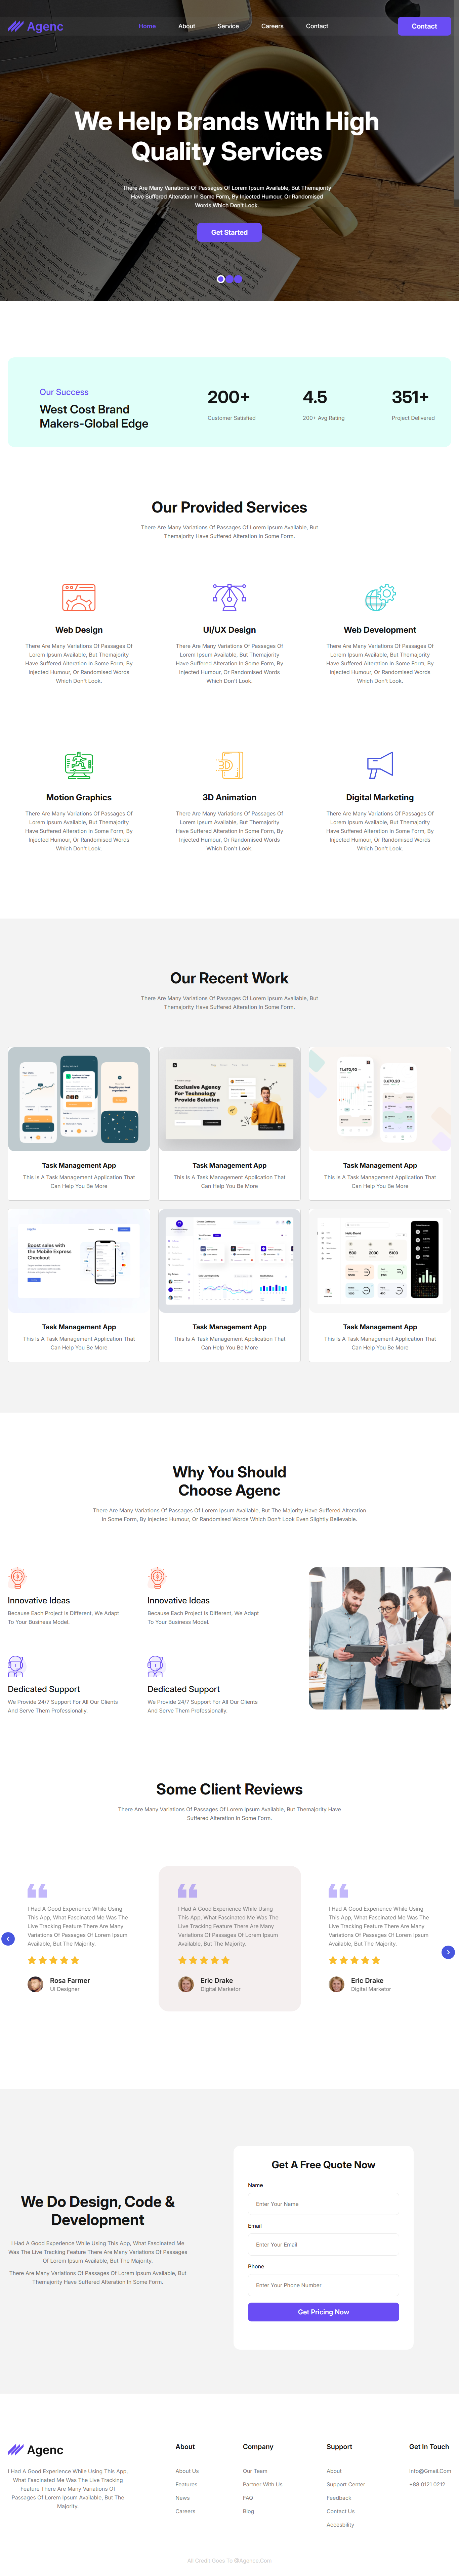 Agenc
Home About Service Careers Contact
Contact
We Help Brands With High
Quality Services
There Are Many Variations Of Passages Of Lorem Ipsum Available, But Themajority
Have Suffered Alteration In Some Form, By Injected Humour, Or Randomised
Words Which Don't Look
Get Started
Our Success
West Cost Brand
Makers-Global Edge
200+
Customer Satisfied
4.5
200+ Avg Rating
351+
Project Delivered
Our Provided Services
There Are Many Variations Of Passages Of Lorem Ipsum Available, But
Themajority Have Suffered Alteration In Some Form.
Web Design
There Are Many Variations Of Passages Of
Lorem Ipsum Available, But Themajority
Have Suffered Alteration In Some Form, By
Injected Humour, Or Randomised Words
Which Don't Look.
UI/UX Design
There Are Many Variations Of Passages Of
Lorem Ipsum Available, But Themajority
Have Suffered Alteration In Some Form, By
Injected Humour, Or Randomised Words
Which Don't Look.
Web Development
There Are Many Variations Of Passages Of
Lorem Ipsum Available, But Themajority
Have Suffered Alteration In Some Form, By
Injected Humour, Or Randomised Words
Which Don't Look.
Motion Graphics
There Are Many Variations Of Passages Of
Lorem Ipsum Available, But Themajority
Have Suffered Alteration In Some Form, By
Injected Humour, Or Randomised Words
Which Don't Look.
3D Animation
There Are Many Variations Of Passages Of
Lorem Ipsum Available, But Themajority
Have Suffered Alteration In Some Form, By
Injected Humour, Or Randomised Words
Which Don't Look.
Digital Marketing
There Are Many Variations Of Passages Of
Lorem Ipsum Available, But Themajority
Have Suffered Alteration In Some Form, By
Injected Humour, Or Randomised Words
Which Don't Look.
Our Recent Work
There Are Many Variations Of Passages Of Lorem Ipsum Available, But
Themajority Have Suffered Alteration In Some Form.
Task Management App
This Is A Task Management Application That
Can Help You Be More
Exclusive Agency
For Technology
Provide Solution
Task Management App
This Is A Task Management Application That
Can Help You Be More
Task Management App
This Is A Task Management Application That
Can Help You Be More
Boost sales with
the Mobile Express
Checkout
Task Management App
This Is A Task Management Application That
Can Help You Be More
Task Management App
This Is A Task Management Application That
Can Help You Be More
Task Management App
This Is A Task Management Application That
Can Help You Be More
Why You Should
Choose Agenc
There Are Many Variations Of Passages Of Lorem Ipsum Available, But The Majority Have Suffered Alteration
In Some Form, By Injected Humour, Or Randomised Words Which Don't Look Even Slightly Believable.
Innovative Ideas
Because Each Project Is Different, We Adapt
To Your Business Model.
Innovative Ideas
Because Each Project Is Different, We Adapt
To Your Business Model.
Dedicated Support
We Provide 24/7 Support For All Our Clients
And Serve Them Professionally.
Dedicated Support
We Provide 24/7 Support For All Our Clients
And Serve Them Professionally.
Some Client Reviews
There Are Many Variations Of Passages Of Lorem Ipsum Available, But Themajority Have
Suffered Alteration In Some Form.
I Had A Good Experience While Using
This App, What Fascinated Me Was The
Live Tracking Feature There Are Many
Variations Of Passages Of Lorem Ipsum
Available, But The Majority.
Rosa Farmer
UI Designer
I Had A Good Experience While Using
This App, What Fascinated Me Was The
Live Tracking Feature There Are Many
Variations Of Passages Of Lorem Ipsum
Available, But The Majority.
Eric Drake
Digital Marketor
I Had A Good Experience While Using
This App, What Fascinated Me Was The
Live Tracking Feature There Are Many
Variations Of Passages Of Lorem Ipsum
Available, But The Majority.
Eric Drake
Digital Marketor
We Do Design, Code &
Development
I Had A Good Experience While Using This App, What Fascinated Me
Was The Live Tracking Feature There Are Many Variations Of Passages
Of Lorem Ipsum Available, But The Majority.
There Are Many Variations Of Passages Of Lorem Ipsum Available, But
Themajority Have Suffered Alteration In Some Form.
Get A Free Quote Now
Name
Enter Your Name
Email
Enter Your Email
Phone
Enter Your Phone Number
Get Pricing Now
Agenc
I Had A Good Experience While Using This App,
What Fascinated Me Was The Live Tracking
Feature There Are Many Variations Of
Passages Of Lorem Ipsum Available, But The
Majority.
About
About Us
Features
News
Careers
Company
Our Team
Partner With Us
FAQ
Blog
Support
About
Support Center
Feedback
Contact Us
Accesbility
Get In Touch
Info@Gmail.Com
+88 0121 0212
All Credit Goes To @Agence.Com